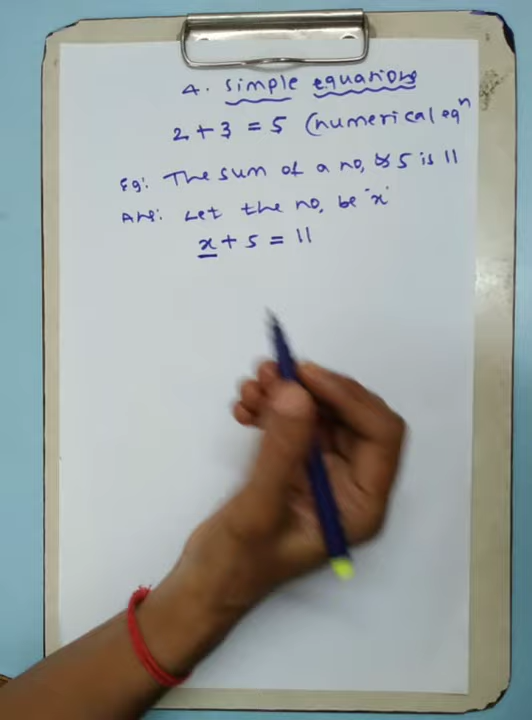 4. simple equations
2 + 3 = 5 (numerical eqⁿ
Eg: The sum of a no, & 5 is 11
Ans: Let the no, be "x"
x + 5 = 11